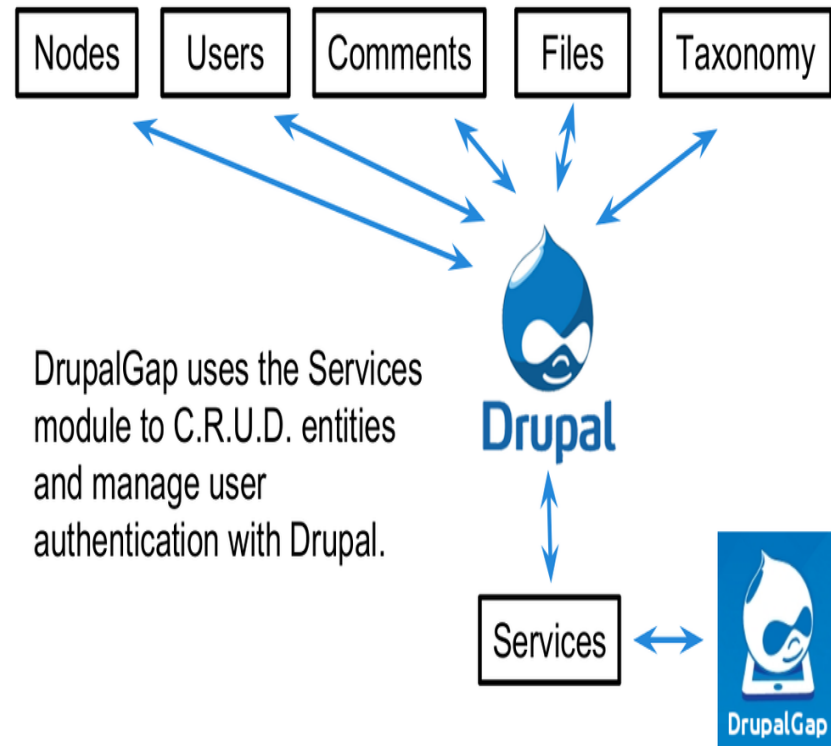 Nodes
Users
Comments
Files
Taxonomy
DrupalGap uses the Services
module to C.R.U.D. entities
and manage user
authentication with Drupal.
Drupal
Services
DrupalGap